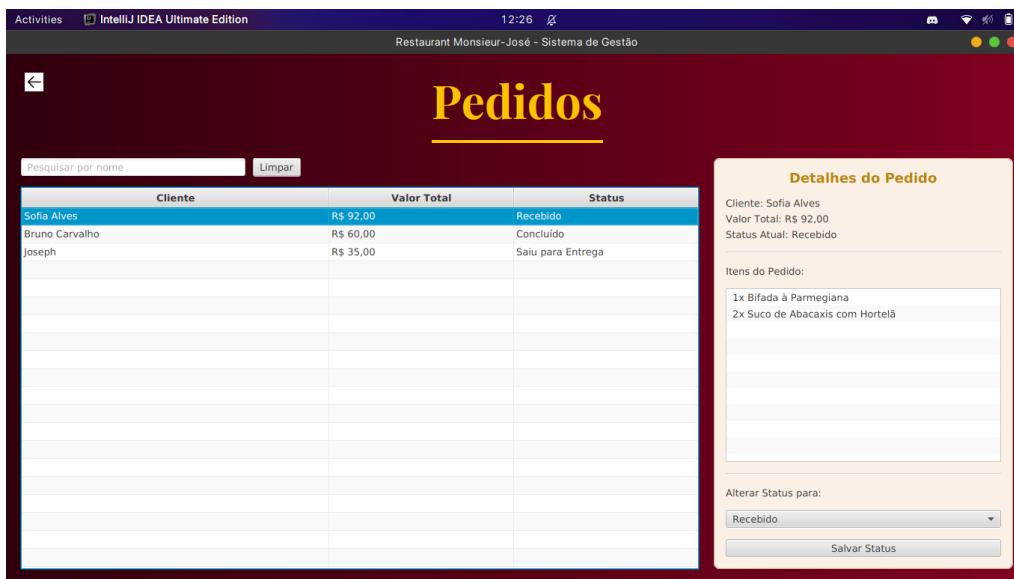 Activities IntelliJ IDEA Ultimate Edition 12:26
Restaurant Monsieur-José - Sistema de Gestão
Pedidos
Pesquisar por nome Limpar
Cliente Valor Total Status
Sofia Alves R$ 92,00 Recebido
Bruno Carvalho R$ 60,00 Concluído
Joseph R$ 35,00 Saiu para Entrega
Detalhes do Pedido
Cliente: Sofia Alves
Valor Total: R$ 92,00
Status Atual: Recebido
Itens do Pedido:
1x Bifada à Parmegiana
2x Suco de Abacaxis com Hortelã
Alterar Status para:
Recebido
Salvar Status